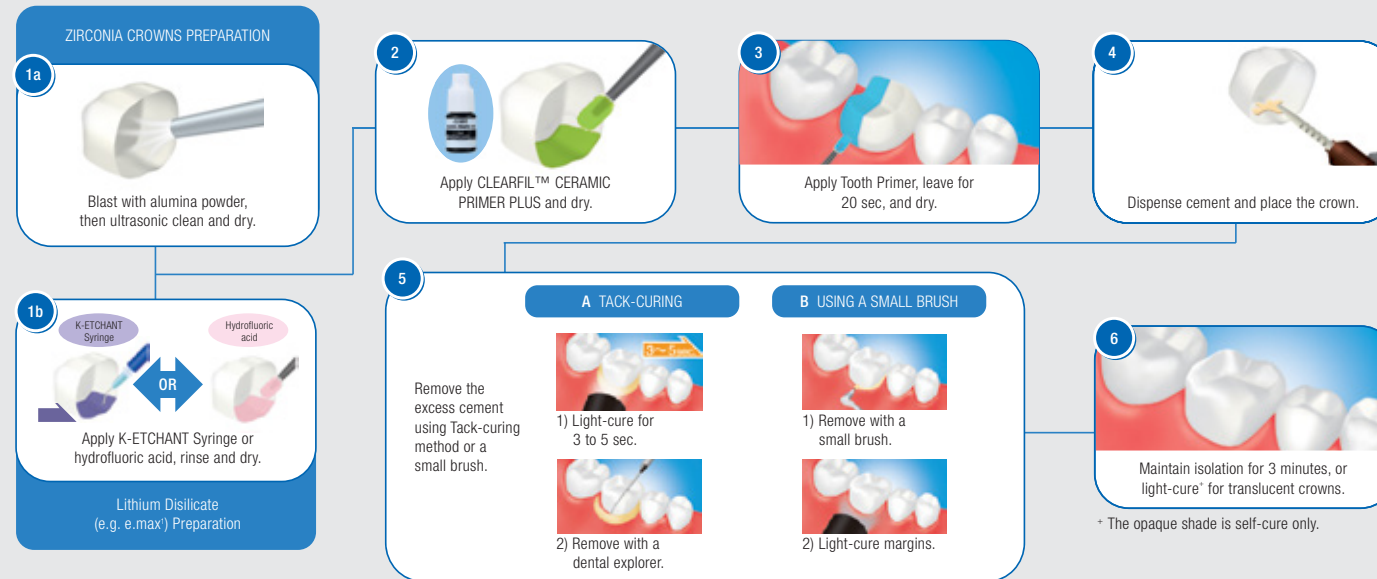 ZIRCONIA CROWNS PREPARATION
1a
Blast with alumina powder,
then ultrasonic clean and dry.
1b
K-ETCHANT
Syringe
Hydrofluoric
acid
OR
Apply K-ETCHANT Syringe or
hydrofluoric acid, rinse and dry.
Lithium Disilicate
(e.g. e.max¹) Preparation
2
Apply CLEARFIL™ CERAMIC
PRIMER PLUS and dry.
3
Apply Tooth Primer, leave for
20 sec, and dry.
4
Dispense cement and place the crown.
5
Remove the
excess cement
using Tack-curing
method or a
small brush.
A TACK-CURING
3~5sec.
1) Light-cure for
3 to 5 sec.
2) Remove with a
dental explorer.
B USING A SMALL BRUSH
1) Remove with a
small brush.
2) Light-cure margins.
6
Maintain isolation for 3 minutes, or
light-cure⁺ for translucent crowns.
⁺ The opaque shade is self-cure only.